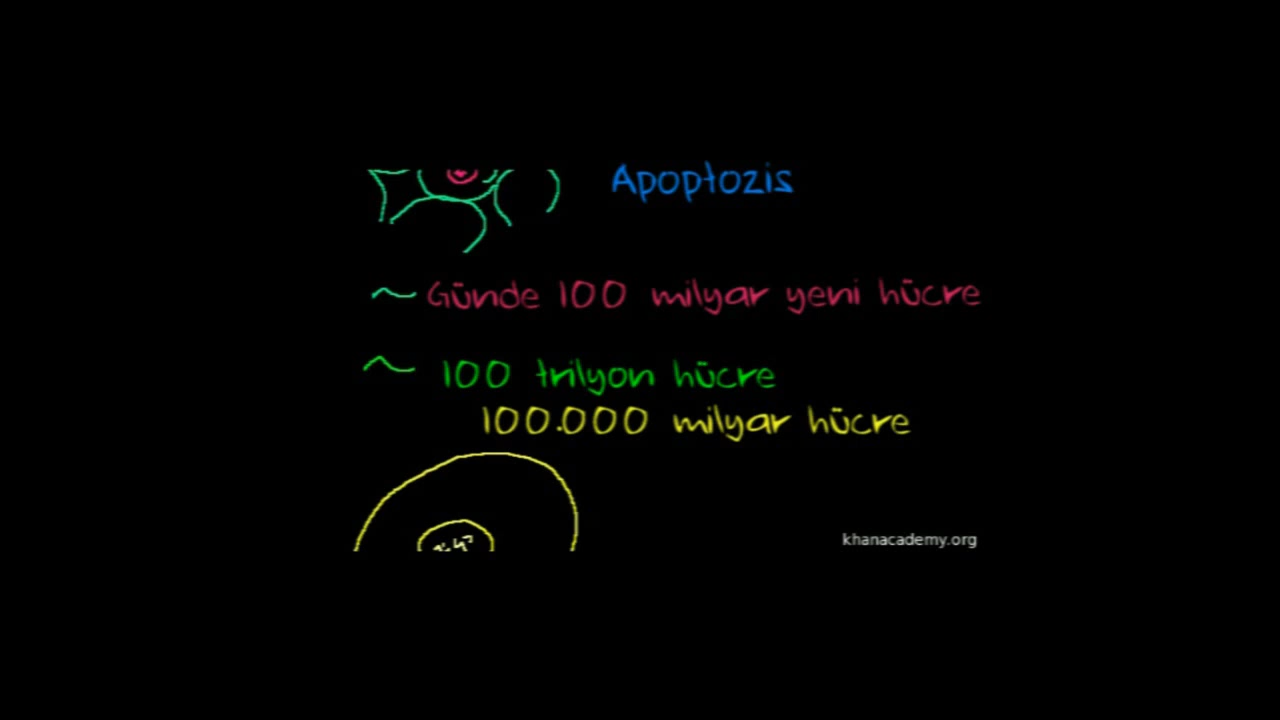 Apoptozis
~ Günde 100 milyar yeni hücre
~ 100 trilyon hücre
100.000 milyar hücre
khanacademy.org